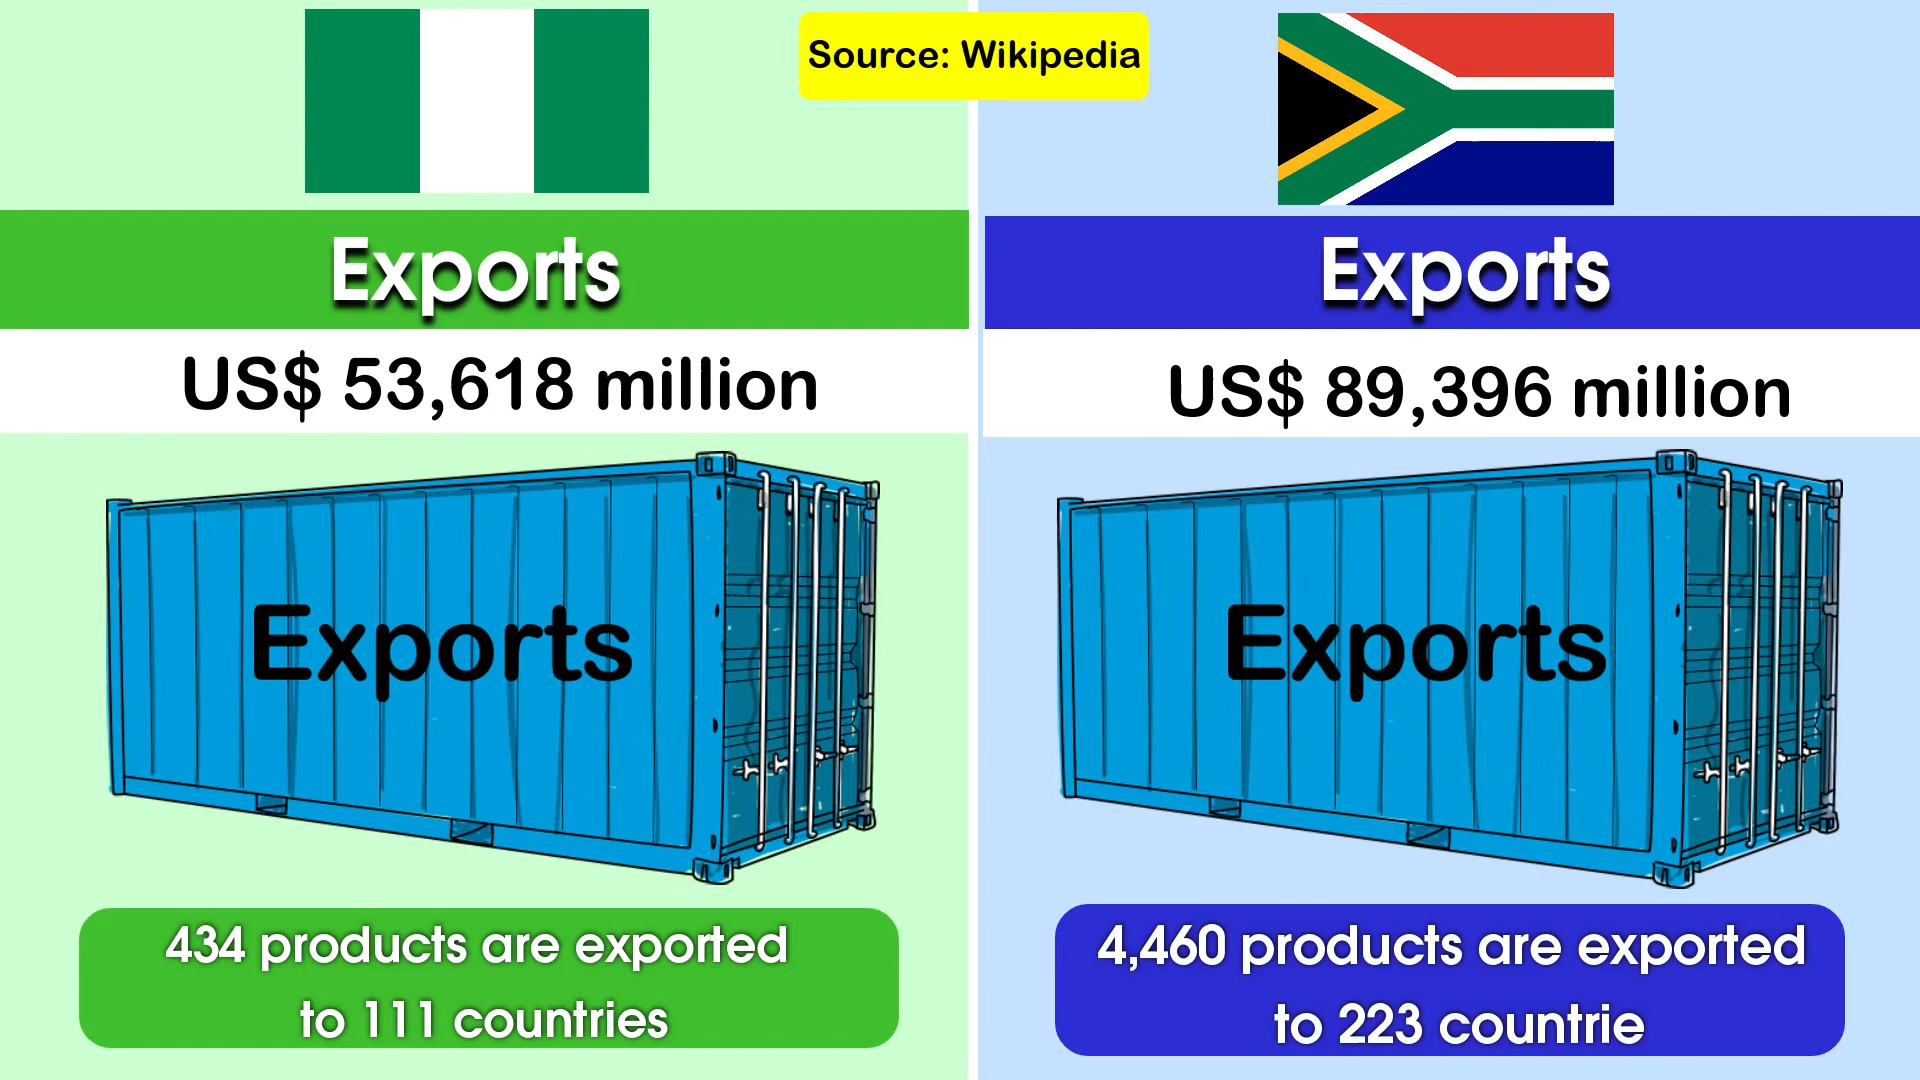 Source: Wikipedia
Exports
US$ 53,618 million
Exports
434 products are exported
to 111 countries
Exports
US$ 89,396 million
Exports
4,460 products are exported
to 223 countrie